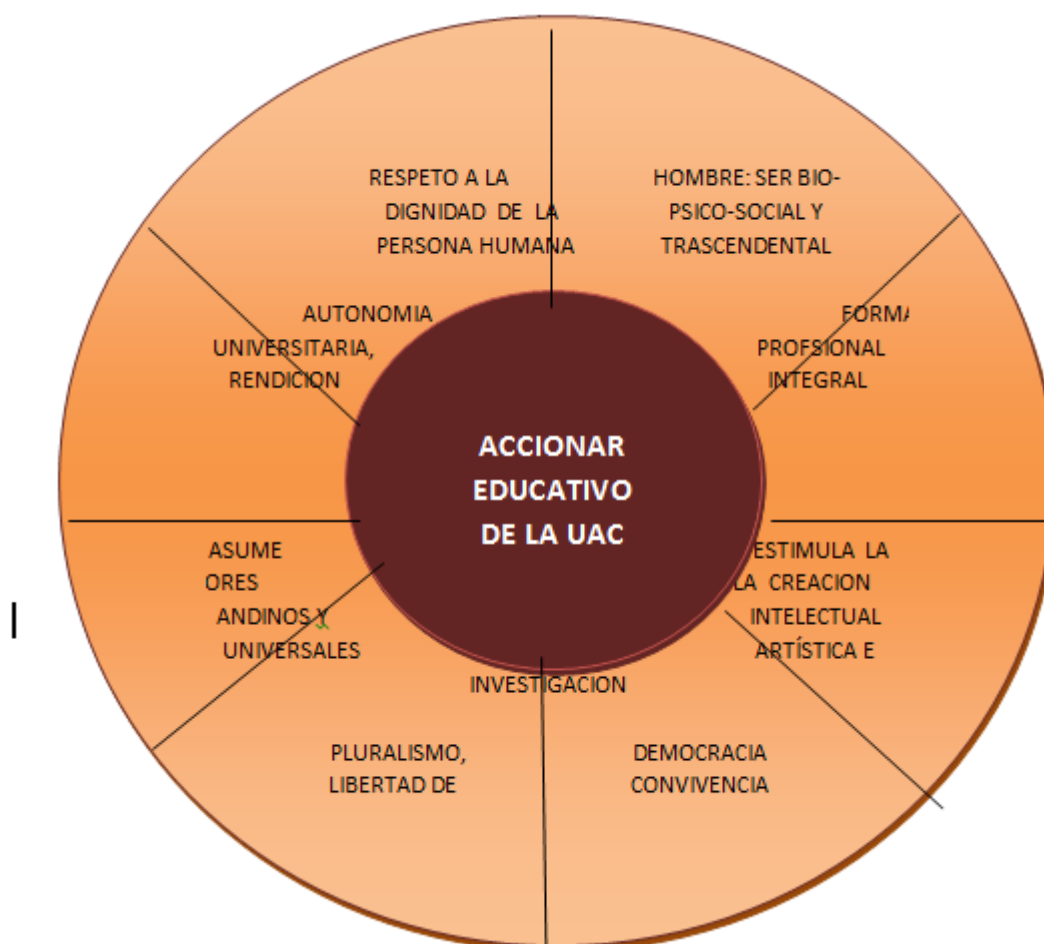 RESPETO A LA
DIGNIDAD DE LA
PERSONA HUMANA
HOMBRE: SER BIO-
PSICO-SOCIAL Y
TRASCENDENTAL
AUTONOMIA
UNIVERSITARIA,
RENDICION
PROFSIONAL
INTEGRAL
ACCIONAR
EDUCATIVO
DE LA UAC
ASUME
ORES
ANDINOS Y
UNIVERSALES
ESTIMULA LA
LA CREACION
INTELECTUAL
ARTÍSTICA E
INVESTIGACION
PLURALISMO,
LIBERTAD DE
DEMOCRACIA
CONVIVENCIA